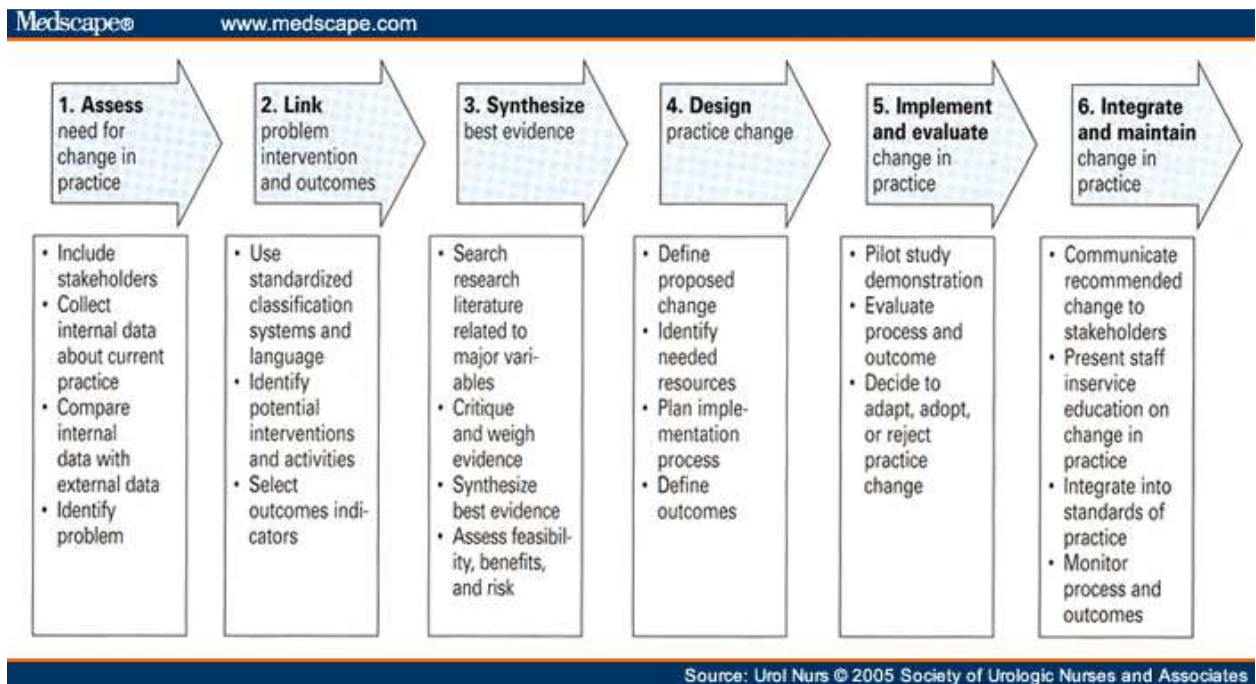 Medscape® www.medscape.com
1. Assess
need for
change in
practice
2. Link
problem
intervention
and outcomes
3. Synthesize
best evidence
4. Design
practice change
5. Implement
and evaluate
change in
practice
6. Integrate
and maintain
change in
practice
• Include
stakeholders
• Collect
internal data
about current
practice
• Compare
internal
data with
external data
• Identify
problem
• Use
standardized
classification
systems and
language
• Identify
potential
interventions
and activities
• Select
outcomes indi-
cators
• Search
research
literature
related to
major vari-
ables
• Critique
and weigh
evidence
• Synthesize
best evidence
• Assess feasibil-
ity, benefits,
and risk
• Define
proposed
change
• Identify
needed
resources
• Plan imple-
mentation
process
• Define
outcomes
• Pilot study
demonstration
• Evaluate
process and
outcome
• Decide to
adapt, adopt,
or reject
practice
change
• Communicate
recommended
change to
stakeholders
• Present staff
inservice
education on
change in
practice
• Integrate into
standards of
practice
• Monitor
process and
outcomes
Source: Urol Nurs © 2005 Society of Urologic Nurses and Associates